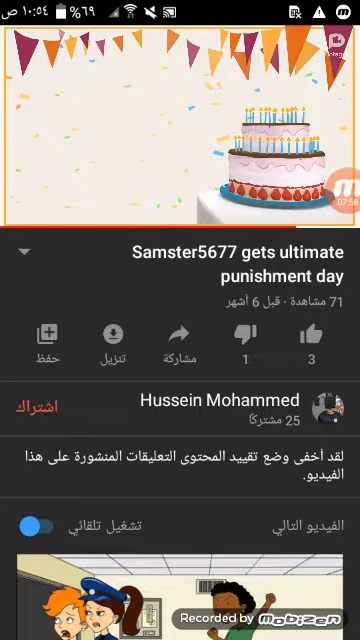 ١٠:٥٤ ص
%٦٩
07:58
Samster5677 gets ultimate
punishment day
71 مشاهدة · قبل 6 أشهر
3
1
مشاركة
تنزيل
حفظ
Hussein Mohammed
25 مشتركًا
اشتراك
لقد أخفى وضع تقييد المحتوى التعليقات المنشورة على هذا
الفيديو.
الفيديو التالي
تشغيل تلقائي
Recorded by mobizen